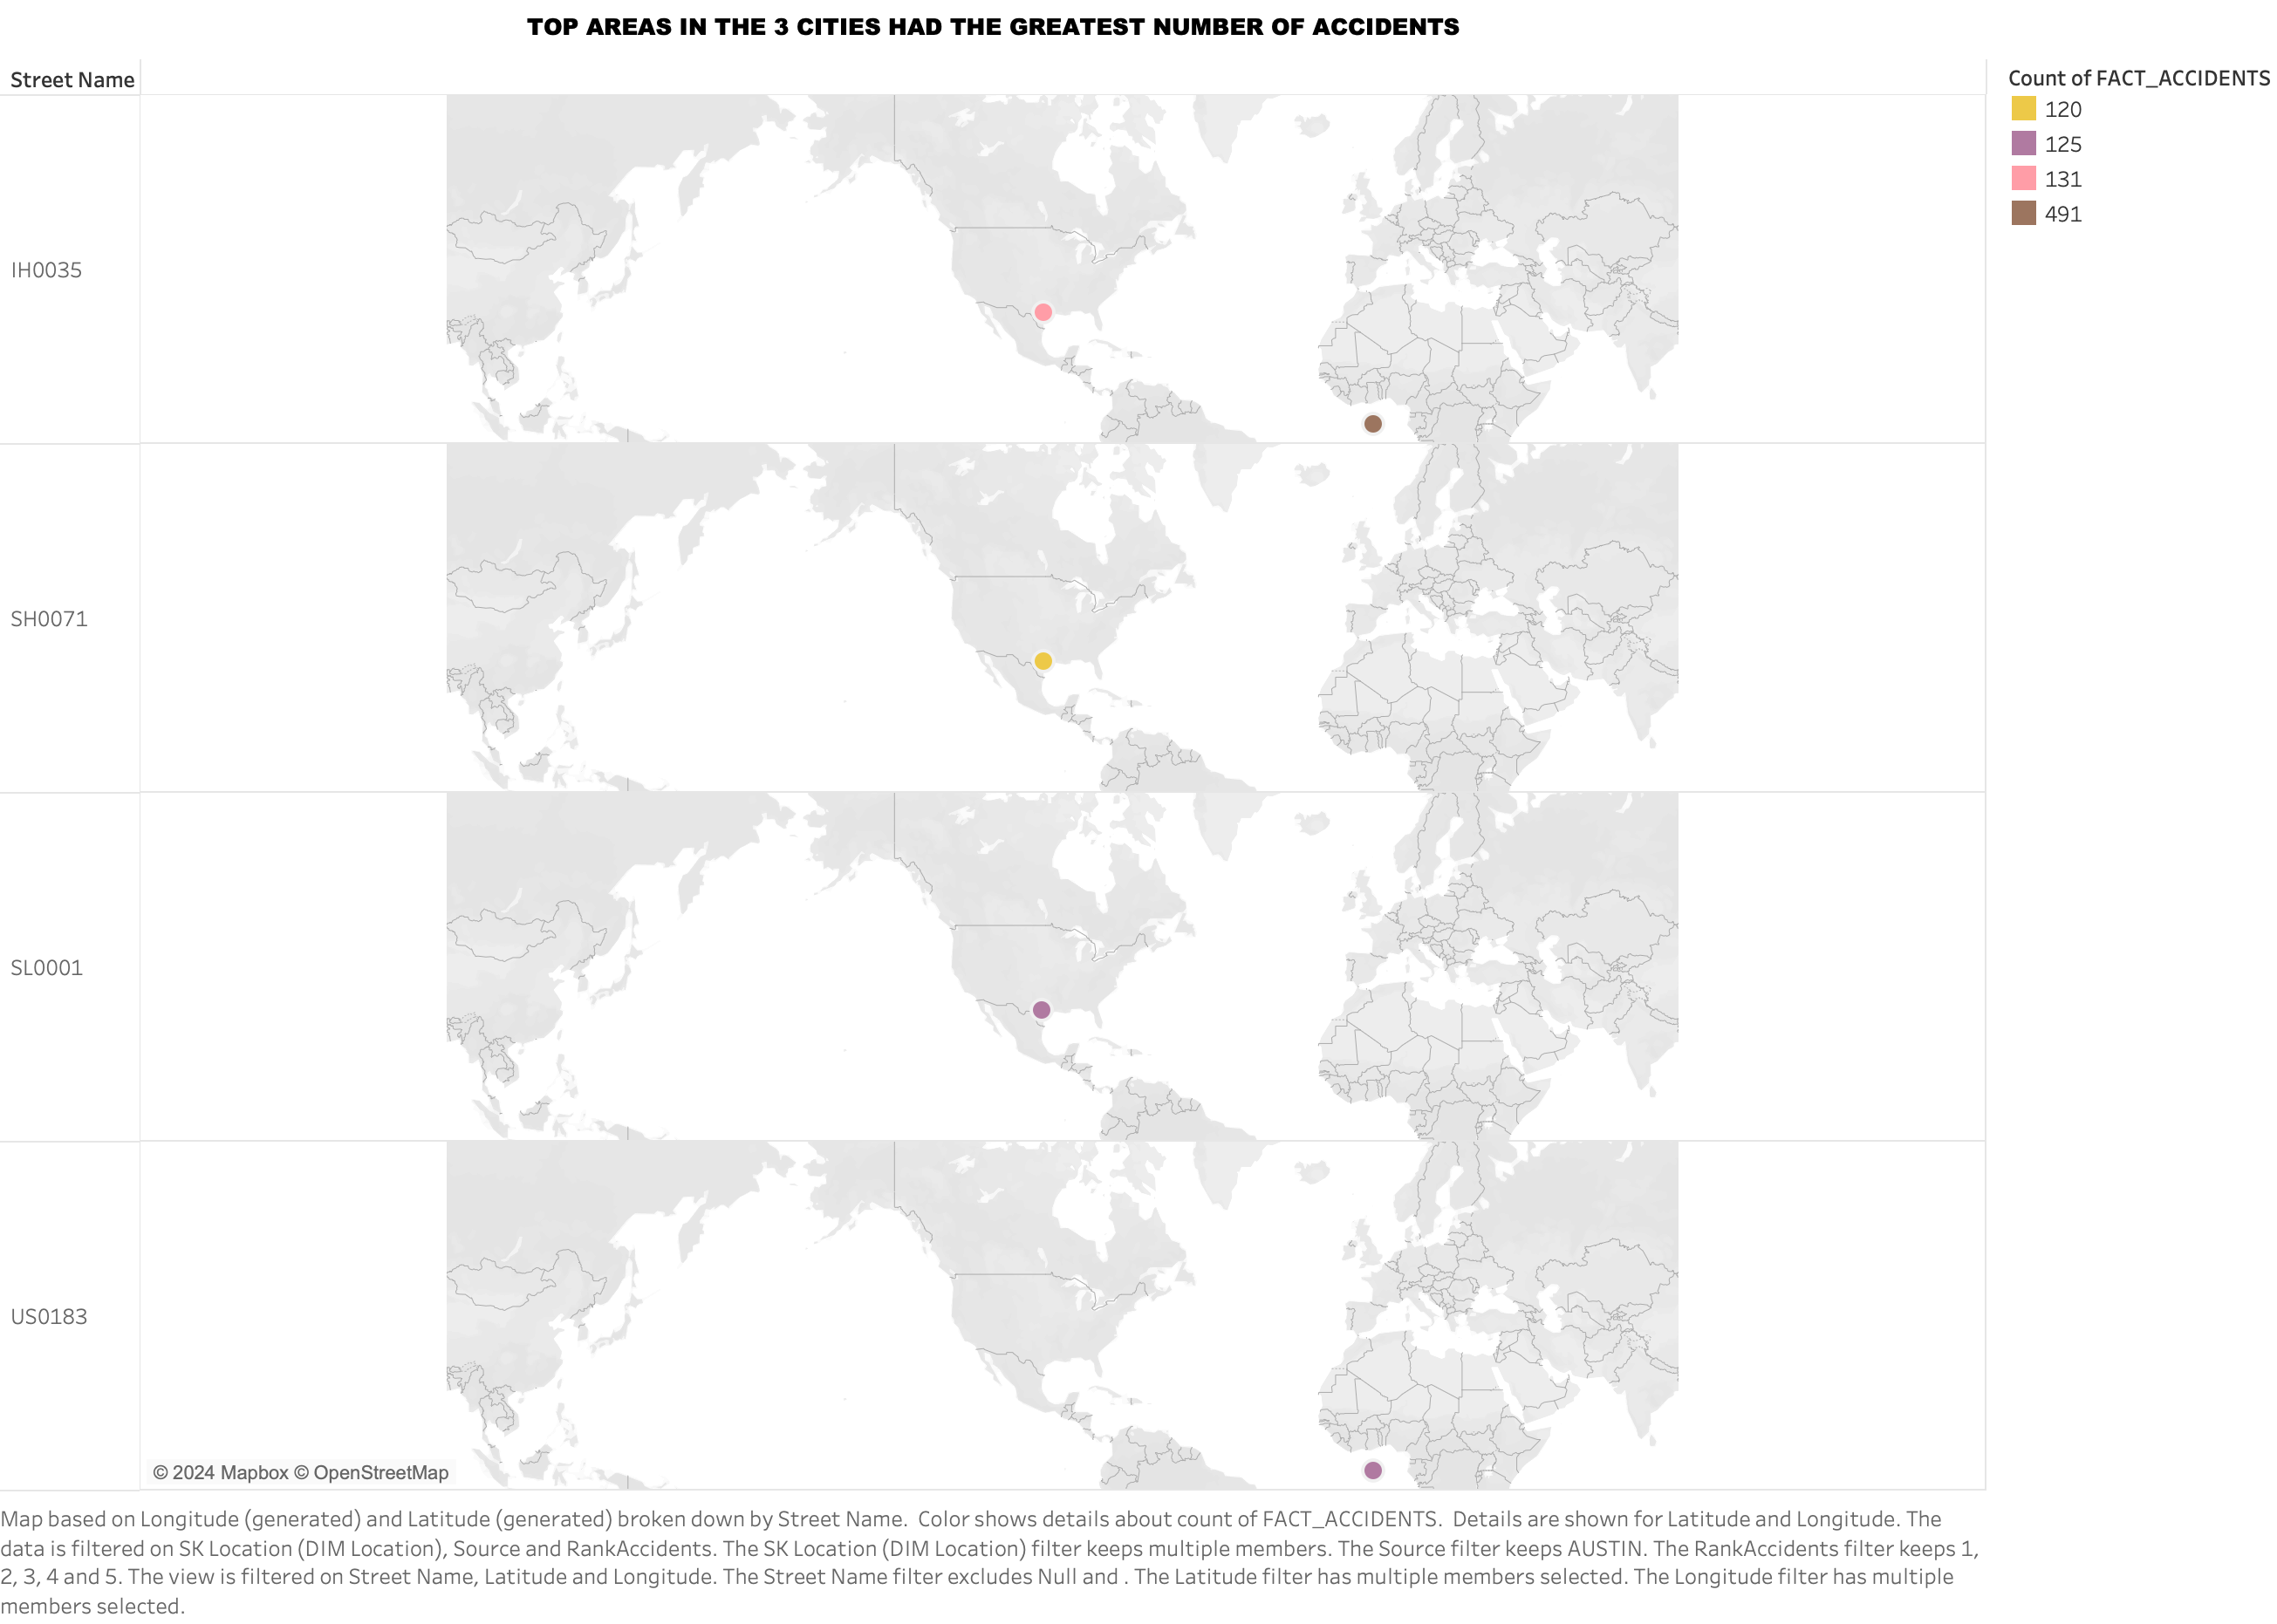 TOP AREAS IN THE 3 CITIES HAD THE GREATEST NUMBER OF ACCIDENTS
Street Name
Count of FACT_ACCIDENTS
120
125
131
491
IH0035
SH0071
SL0001
US0183
© 2024 Mapbox © OpenStreetMap
Map based on Longitude (generated) and Latitude (generated) broken down by Street Name.  Color shows details about count of FACT_ACCIDENTS.  Details are shown for Latitude and Longitude. The
data is filtered on SK Location (DIM Location), Source and RankAccidents. The SK Location (DIM Location) filter keeps multiple members. The Source filter keeps AUSTIN. The RankAccidents filter keeps 1,
2, 3, 4 and 5. The view is filtered on Street Name, Latitude and Longitude. The Street Name filter excludes Null and . The Latitude filter has multiple members selected. The Longitude filter has multiple
members selected.